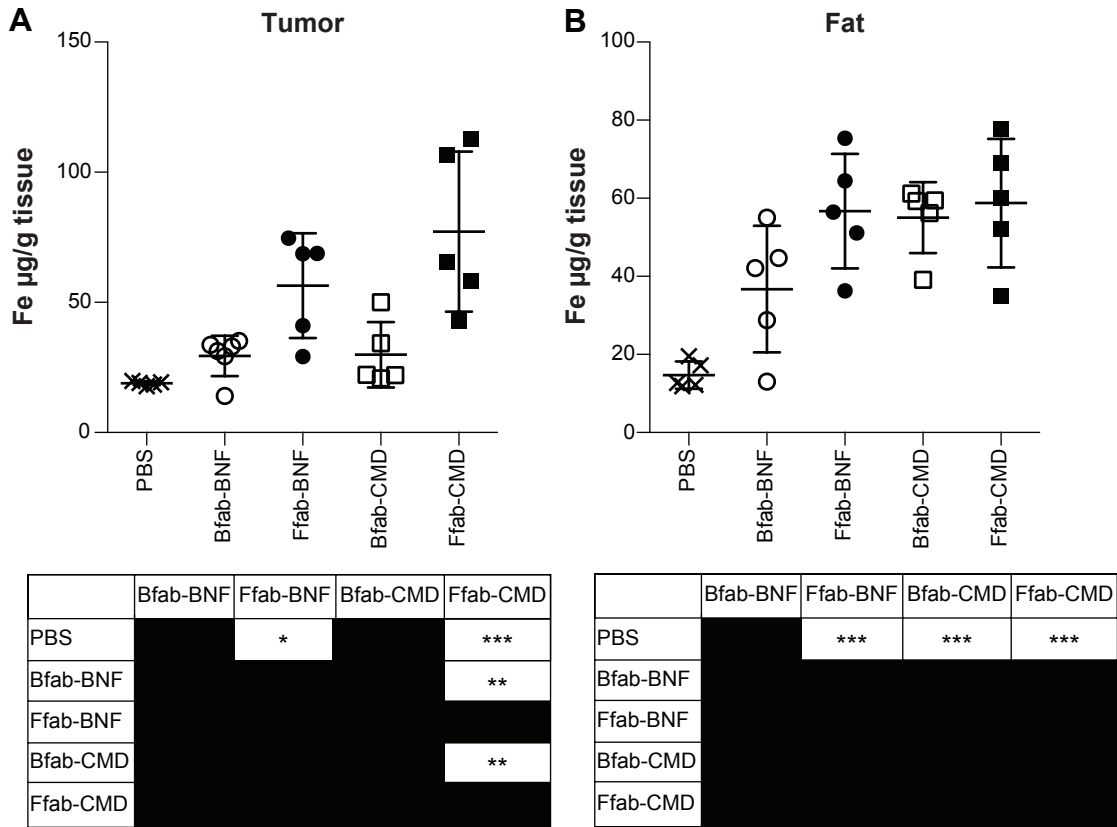 A
Tumor
Fe µg/g tissue
150
100
50
0
PBS
Bfab-BNF
Ffab-BNF
Bfab-CMD
Ffab-CMD
Bfab-BNF Ffab-BNF Bfab-CMD Ffab-CMD
PBS * ***
Bfab-BNF **
Ffab-BNF
Bfab-CMD **
Ffab-CMD
B
Fat
Fe µg/g tissue
100
80
60
40
20
0
PBS
Bfab-BNF
Ffab-BNF
Bfab-CMD
Ffab-CMD
Bfab-BNF Ffab-BNF Bfab-CMD Ffab-CMD
PBS *** *** ***
Bfab-BNF
Ffab-BNF
Bfab-CMD
Ffab-CMD